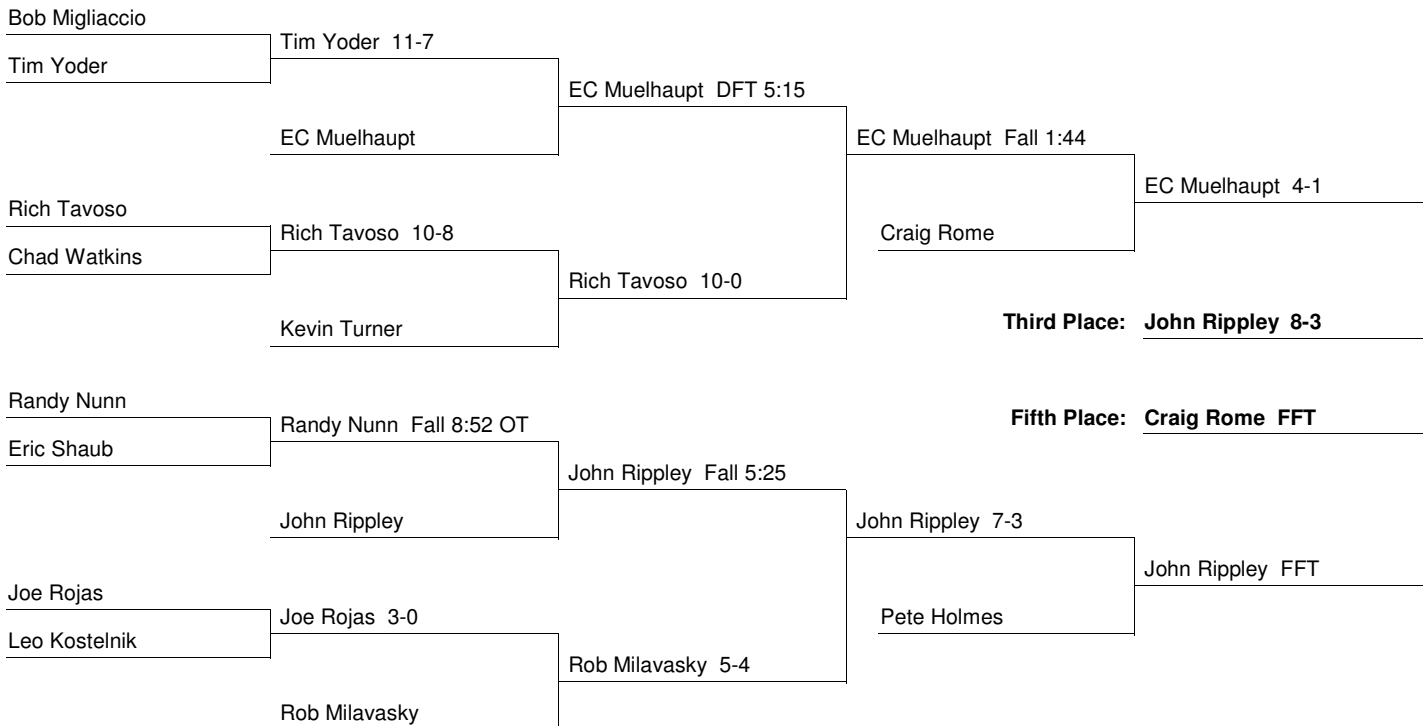 Bob Migliaccio
Tim Yoder 11-7
Tim Yoder
EC Muelhaupt DFT 5:15
EC Muelhaupt
EC Muelhaupt Fall 1:44
EC Muelhaupt 4-1
Rich Tavoso
Rich Tavoso 10-8
Craig Rome
Chad Watkins
Rich Tavoso 10-0
Kevin Turner
Third Place: John Rippley 8-3
Randy Nunn
Randy Nunn Fall 8:52 OT
Fifth Place: Craig Rome FFT
Eric Shaub
John Rippley Fall 5:25
John Rippley
John Rippley 7-3
John Rippley FFT
Joe Rojas
Joe Rojas 3-0
Pete Holmes
Leo Kostelnik
Rob Milavasky 5-4
Rob Milavasky